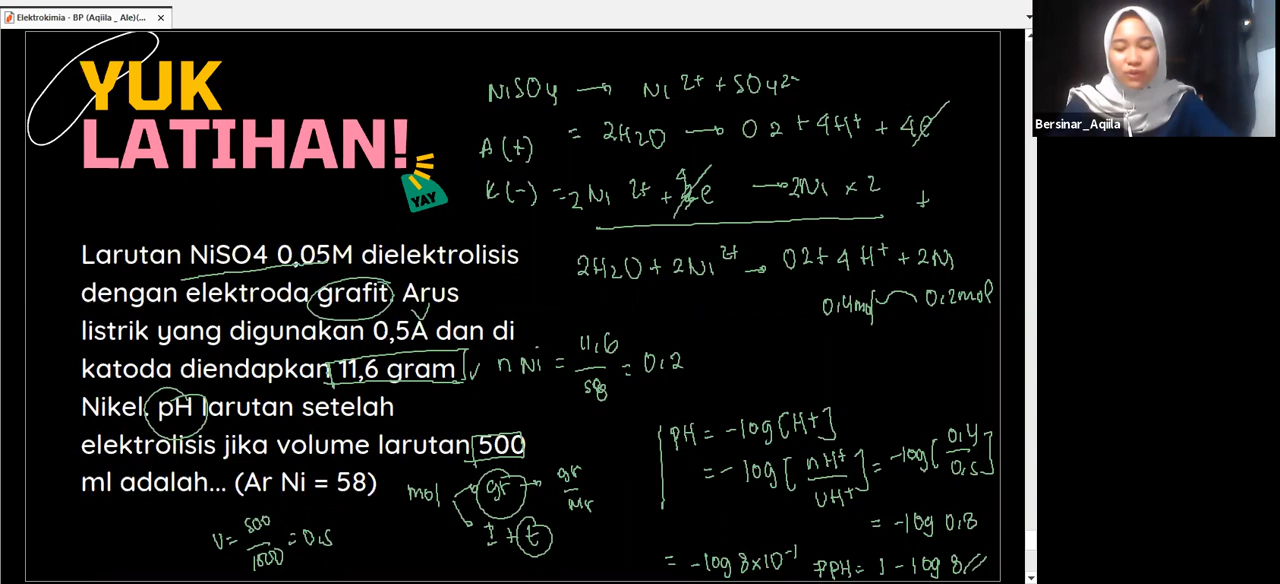 Elektrokimia - BP (Aqiila _ Ale)(...
YUK
LATIHAN!
YAY
Larutan NiSO4 0,05M dielektrolisis
dengan elektroda grafit. Arus
listrik yang digunakan 0,5A dan di
katoda diendapkan 11,6 gram
Nikel. pH larutan setelah
elektrolisis jika volume larutan 500
ml adalah... (Ar Ni = 58)
NiSO4 → Ni 2+ + SO4 2-
A (+) = 2H2O → O2 + 4H+ + 4e
K (-) = 2Ni 2+ + 4e → 2Ni x 2 +
2H2O + 2Ni 2+ → O2 + 4H+ + 2Ni
0,4mol 0,2mol
n Ni = 11,6 / 58 = 0,2
pH = -log [H+]
= -log [nH+ / VH+] = -log [0,4 / 0,5]
= -log 0,8
= -log 8x10-1 PPH = 1 - log 8 //
mol gr gr / Mr
I + t
V = 500 / 1000 = 0,5
Bersinar_Aqiila